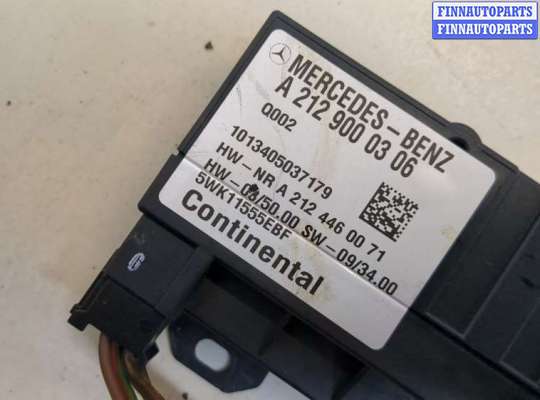 FINNAUTOPARTS
FINNAUTOPARTS
MERCEDES-BENZ
A 212 900 03 06
Q002
1013405037179
HW-NR A 212 446 00 71
HW-08/50.00 SW-09/34.00
5WK11555EBF
Continental
G